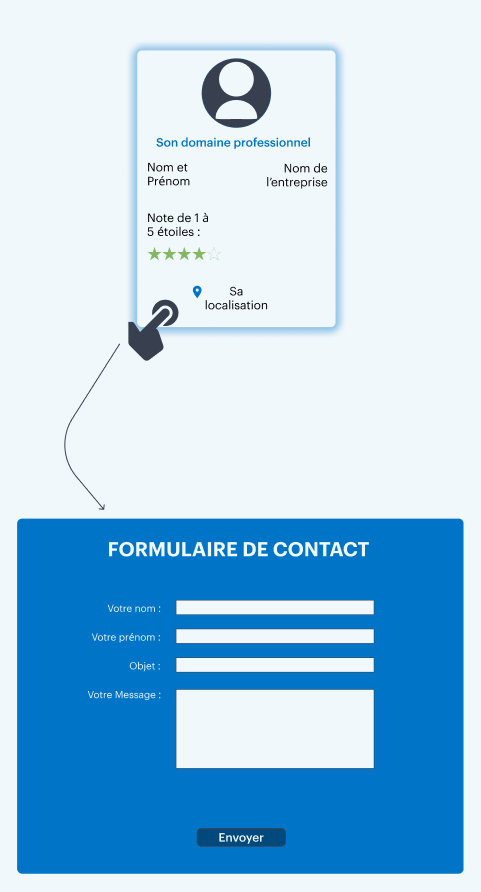 Son domaine professionnel
Nom et
Prénom
Nom de
l'entreprise
Note de 1 à
5 étoiles :
Sa
localisation
FORMULAIRE DE CONTACT
Votre nom :
Votre prénom :
Objet :
Votre Message :
Envoyer